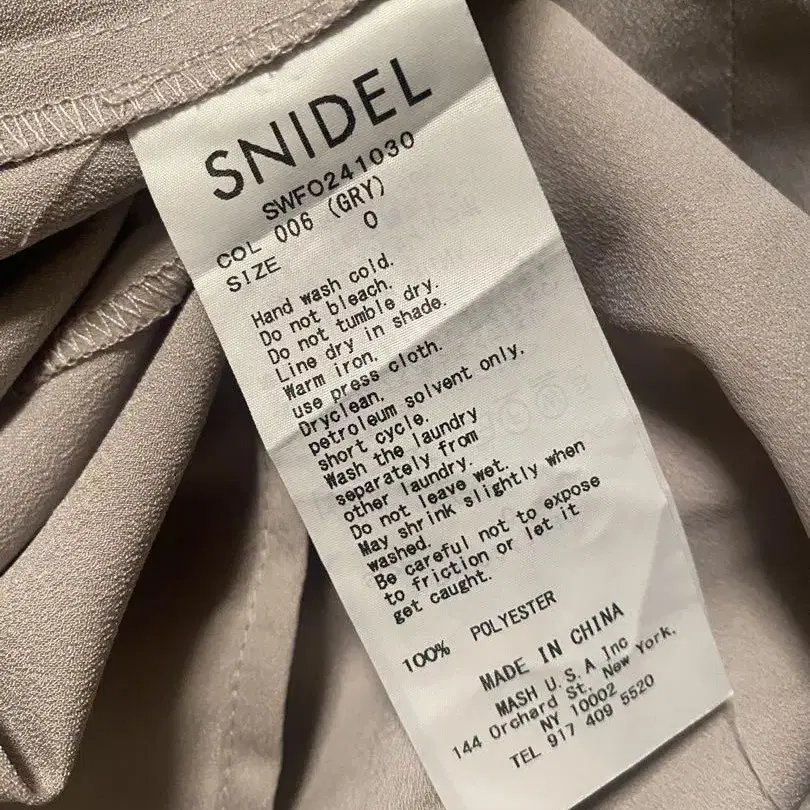 SNIDEL
SWFO241030
COL 006 (GRY)
SIZE 0
Hand wash cold.
Do not bleach.
Do not tumble dry.
Line dry in shade.
Warm iron.
use press cloth.
Dryclean.
petroleum solvent only.
short cycle.
Wash the laundry
separately from
other laundry.
Do not leave wet.
May shrink slightly when
washed.
Be careful not to expose
to friction or let it
get caught.
100% POLYESTER
MADE IN CHINA
MASH U.S.A Inc
144 Orchard St. New York,
NY 10002
TEL 917 409 5520